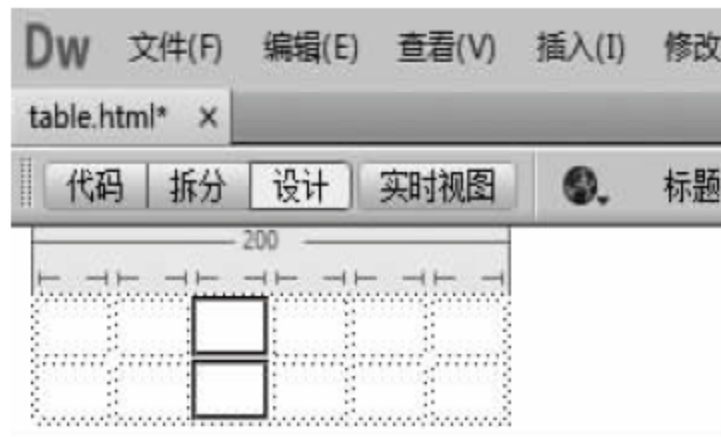 Dw 文件(F) 编辑(E) 查看(V) 插入(I) 修改
table.html* ×
代码 拆分 设计 实时视图 标题
200